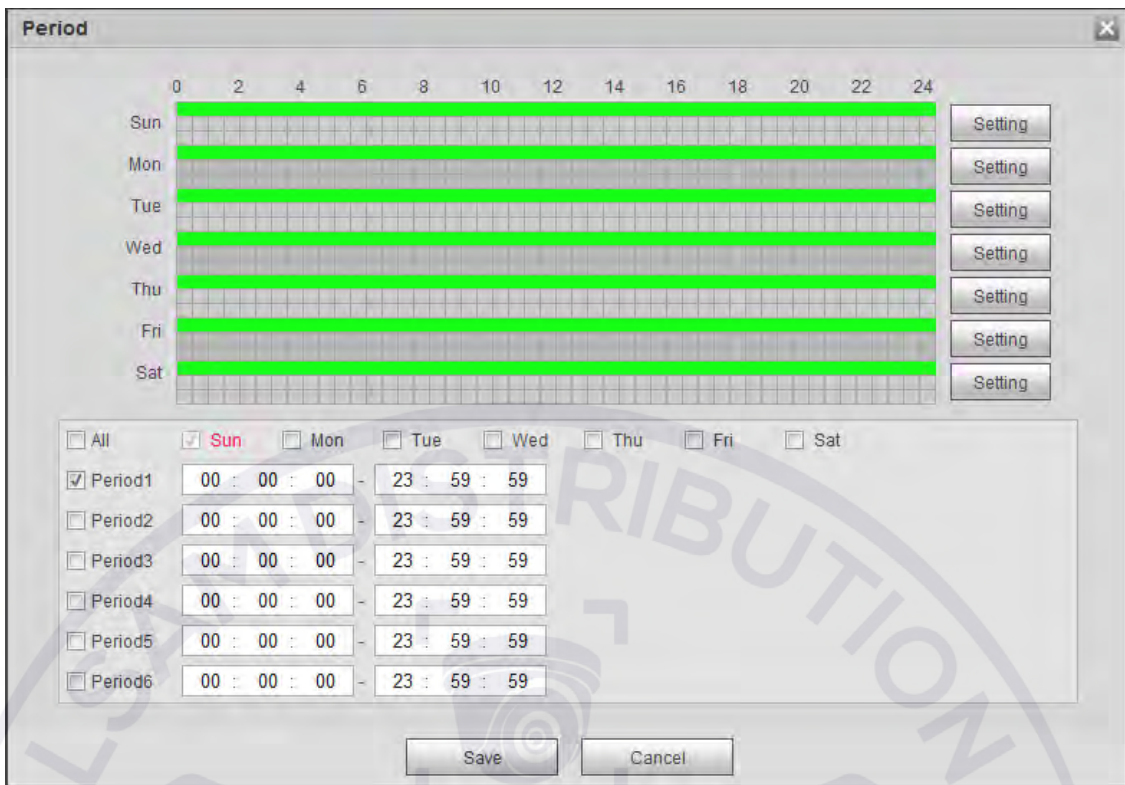 Period
0 2 4 6 8 10 12 14 16 18 20 22 24
Sun Setting
Mon Setting
Tue Setting
Wed Setting
Thu Setting
Fri Setting
Sat Setting
All Sun Mon Tue Wed Thu Fri Sat
Period1 00 : 00 : 00 - 23 : 59 : 59
Period2 00 : 00 : 00 - 23 : 59 : 59
Period3 00 : 00 : 00 - 23 : 59 : 59
Period4 00 : 00 : 00 - 23 : 59 : 59
Period5 00 : 00 : 00 - 23 : 59 : 59
Period6 00 : 00 : 00 - 23 : 59 : 59
Save Cancel
DISTRIBUTION